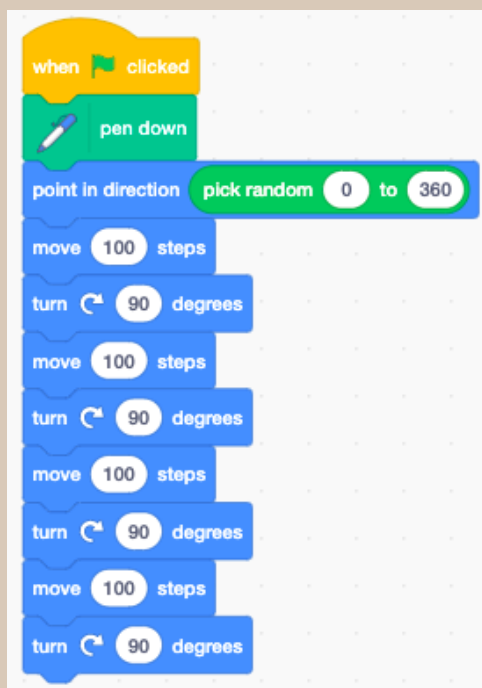 when clicked
pen down
point in direction pick random 0 to 360
move 100 steps
turn 90 degrees
move 100 steps
turn 90 degrees
move 100 steps
turn 90 degrees
move 100 steps
turn 90 degrees